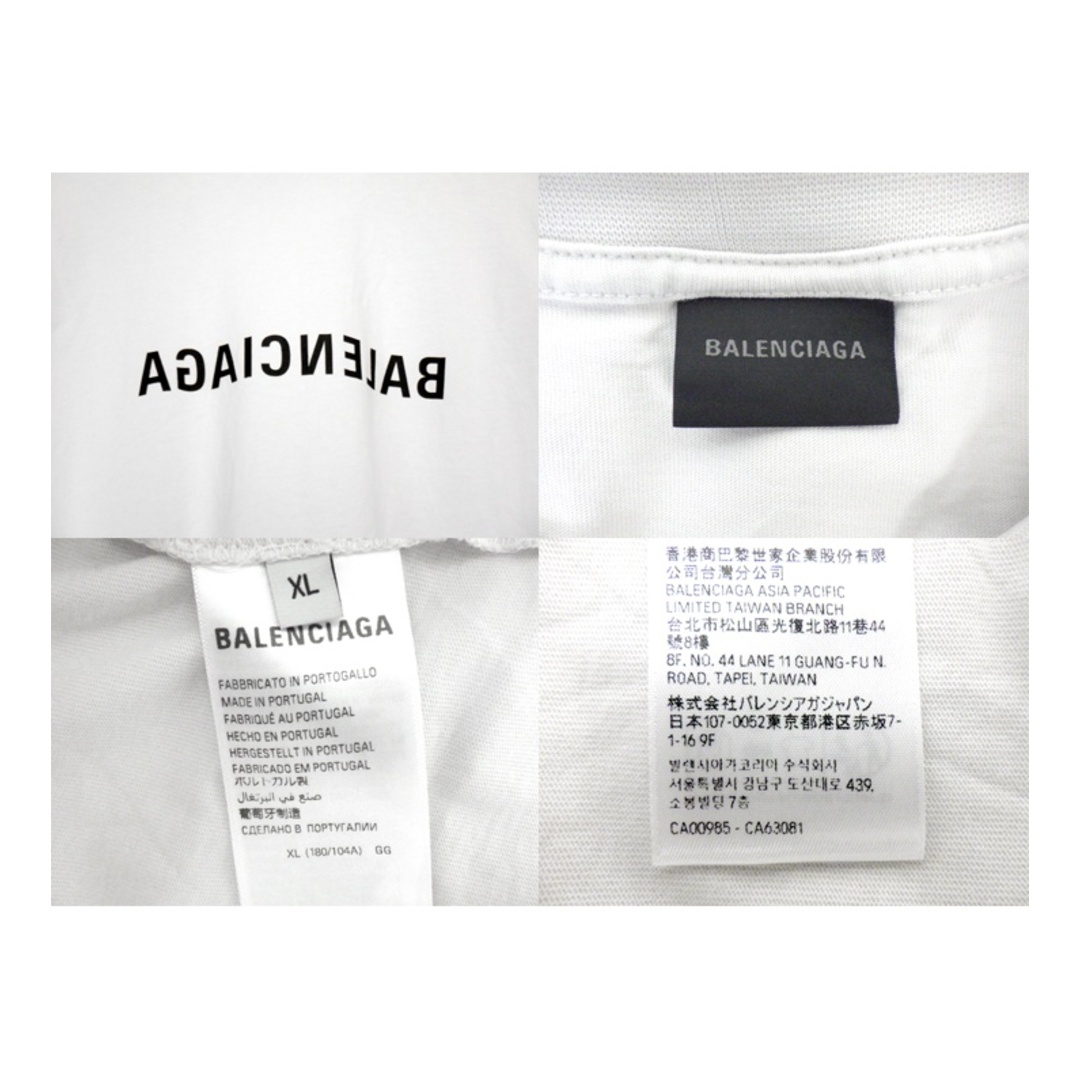 BALENCIAGA
BALENCIAGA
XL
BALENCIAGA
FABBRICATO IN PORTOGALLO
MADE IN PORTUGAL
FABRIQUÉ AU PORTUGAL
HECHO EN PORTUGAL
HERGESTELLT IN PORTUGAL
FABRICADO EM PORTUGAL
ポルトガル製
صنع في البرتغال
葡萄牙制造
СДЕЛАНО В ПОРТУГАЛИИ
XL (180/104A) GG
香港商巴黎世家企業股份有限
公司台灣分公司
BALENCIAGA ASIA PACIFIC
LIMITED TAIWAN BRANCH
台北市松山區光復北路11巷44
號8樓
8F, NO. 44 LANE 11 GUANG-FU N.
ROAD, TAPEI, TAIWAN
株式会社バレンシアガジャパン
日本107-0052東京都港区赤坂7-
1-16 9F
발렌시아가코리아 주식회사
서울특별시 강남구 도산대로 439,
소봉빌딩 7층
CA00985 - CA63081